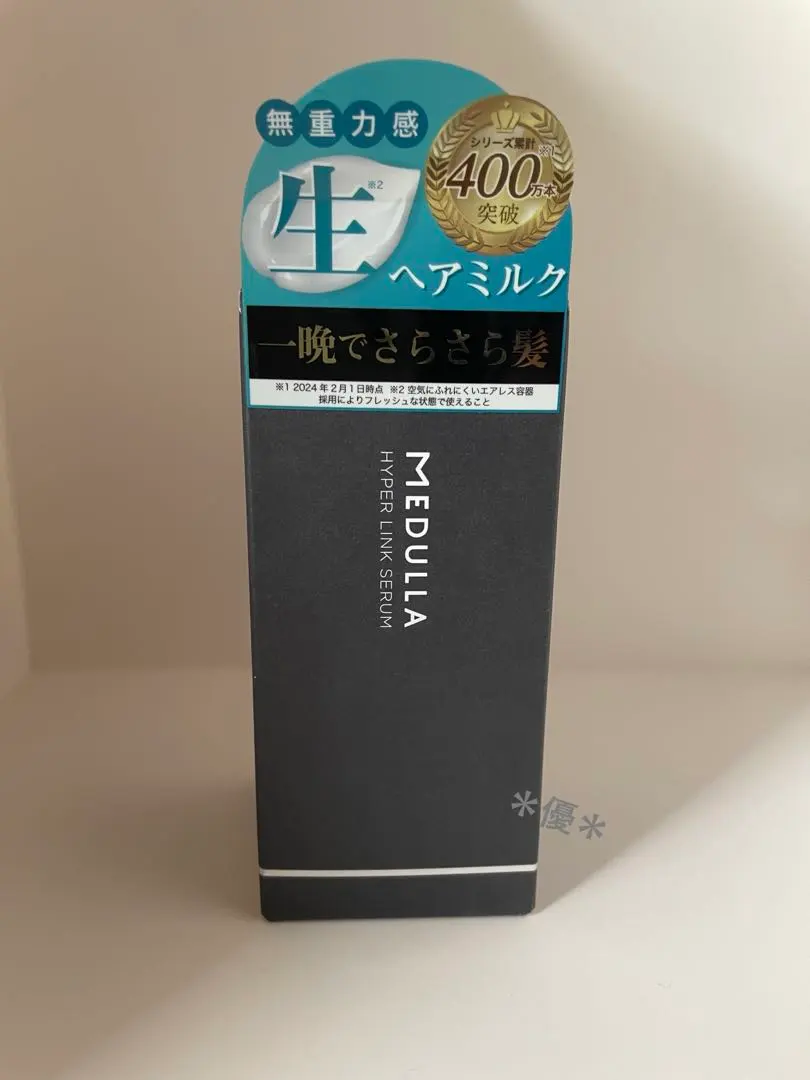 無重力感
シリーズ累計
400万本※1
突破
生※2
ヘアミルク
一晩でさらさら髪
※1 2024年2月1日時点 ※2 空気にふれにくいエアレス容器
採用によりフレッシュな状態で使えること
MEDULLA
HYPER LINK SERUM
*優*